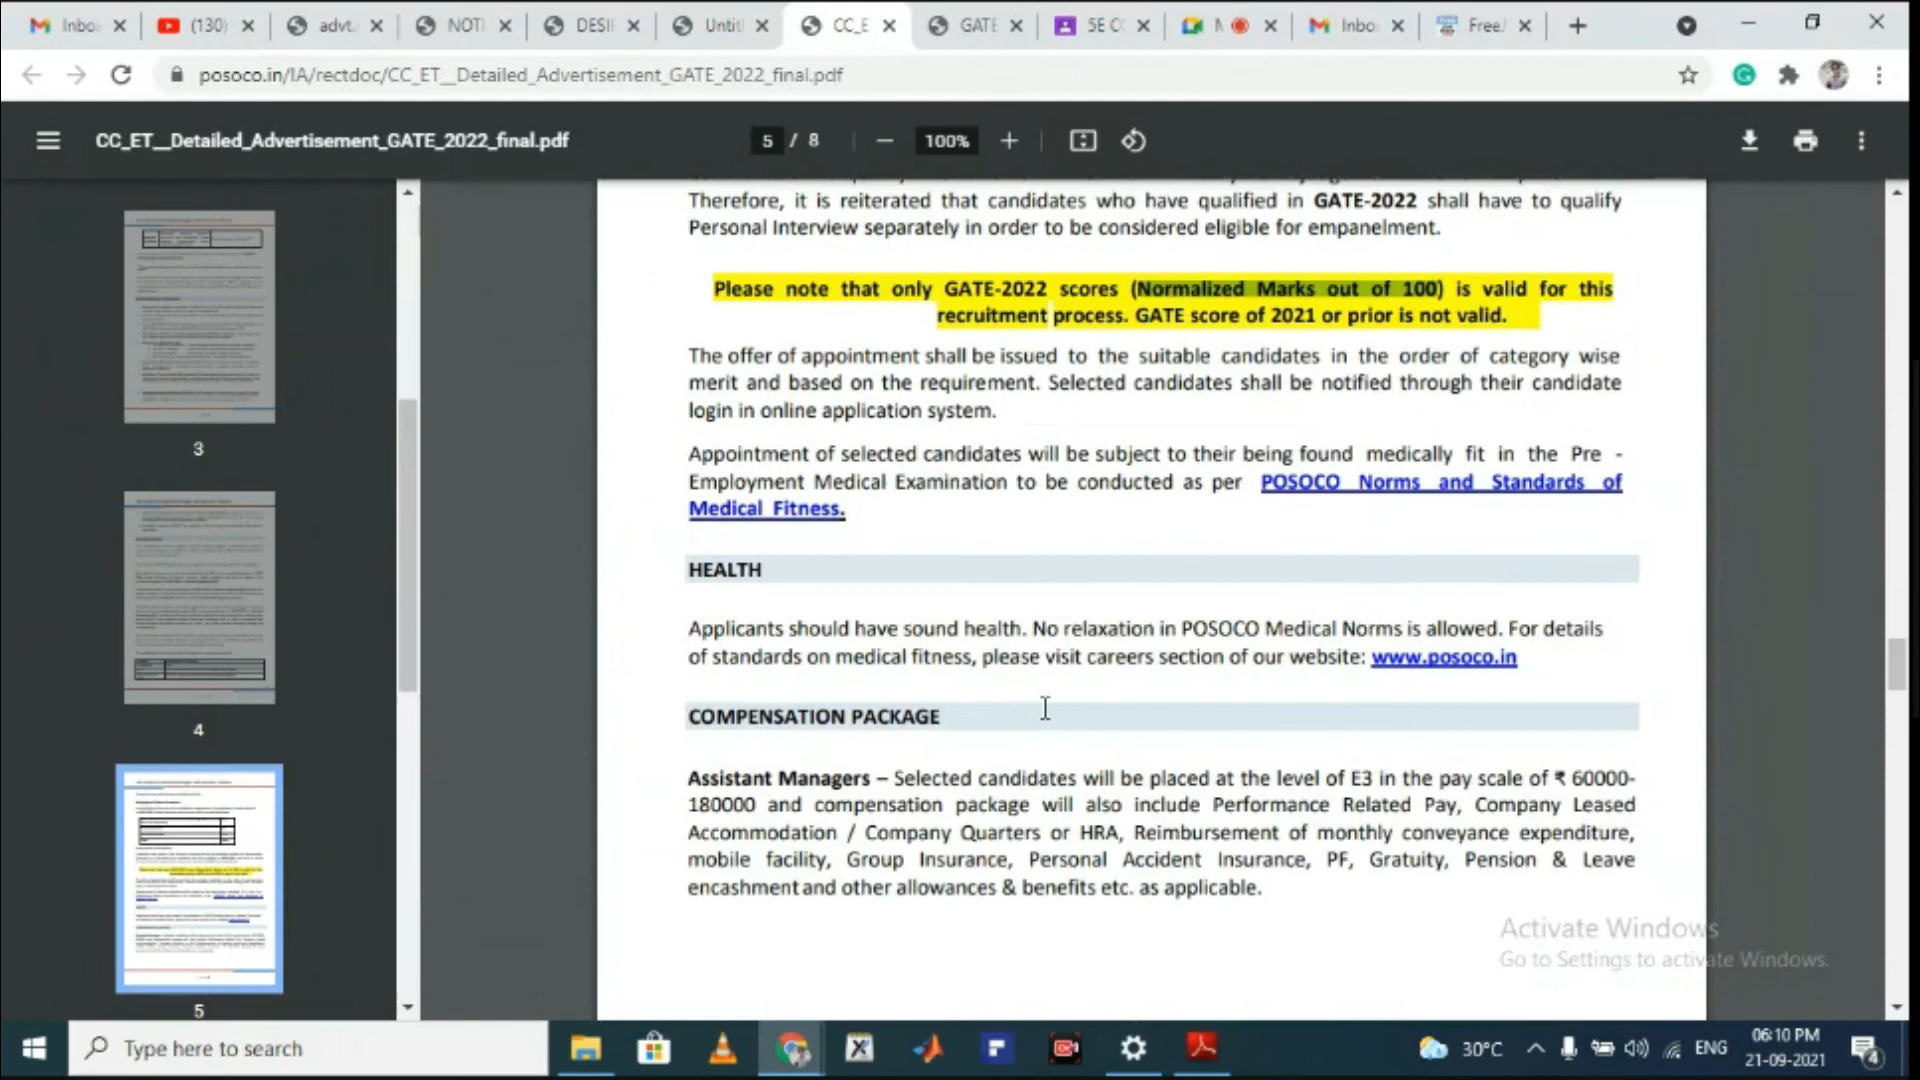 Inbo
(130)
advt.
NOTI
DESII
Untitl
CC_E
GATE
5E CO
M
Inbo
FreeJ
posoco.in/IA/rectdoc/CC_ET__Detailed_Advertisement_GATE_2022_final.pdf
CC_ET__Detailed_Advertisement_GATE_2022_final.pdf
5 / 8
100%
3
4
5
Therefore, it is reiterated that candidates who have qualified in GATE-2022 shall have to qualify
Personal Interview separately in order to be considered eligible for empanelment.
Please note that only GATE-2022 scores (Normalized Marks out of 100) is valid for this
recruitment process. GATE score of 2021 or prior is not valid.
The offer of appointment shall be issued to the suitable candidates in the order of category wise
merit and based on the requirement. Selected candidates shall be notified through their candidate
login in online application system.
Appointment of selected candidates will be subject to their being found medically fit in the Pre -
Employment Medical Examination to be conducted as per POSOCO Norms and Standards of
Medical Fitness.
HEALTH
Applicants should have sound health. No relaxation in POSOCO Medical Norms is allowed. For details
of standards on medical fitness, please visit careers section of our website: www.posoco.in
COMPENSATION PACKAGE
Assistant Managers – Selected candidates will be placed at the level of E3 in the pay scale of ₹ 60000-
180000 and compensation package will also include Performance Related Pay, Company Leased
Accommodation / Company Quarters or HRA, Reimbursement of monthly conveyance expenditure,
mobile facility, Group Insurance, Personal Accident Insurance, PF, Gratuity, Pension & Leave
encashment and other allowances & benefits etc. as applicable.
Activate Windows
Go to Settings to activate Windows.
Type here to search
30°C
ENG
06:10 PM
21-09-2021
4